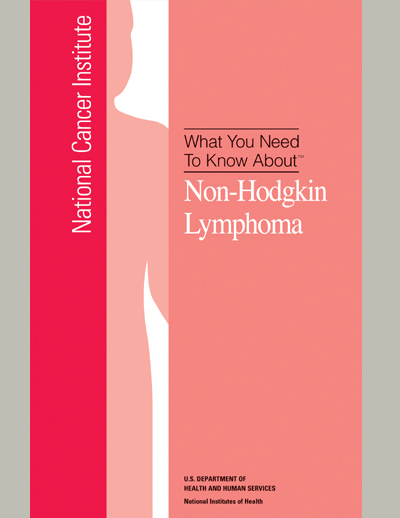 National Cancer Institute
What You Need
To Know About™
Non-Hodgkin
Lymphoma
U.S. DEPARTMENT OF
HEALTH AND HUMAN SERVICES
National Institutes of Health